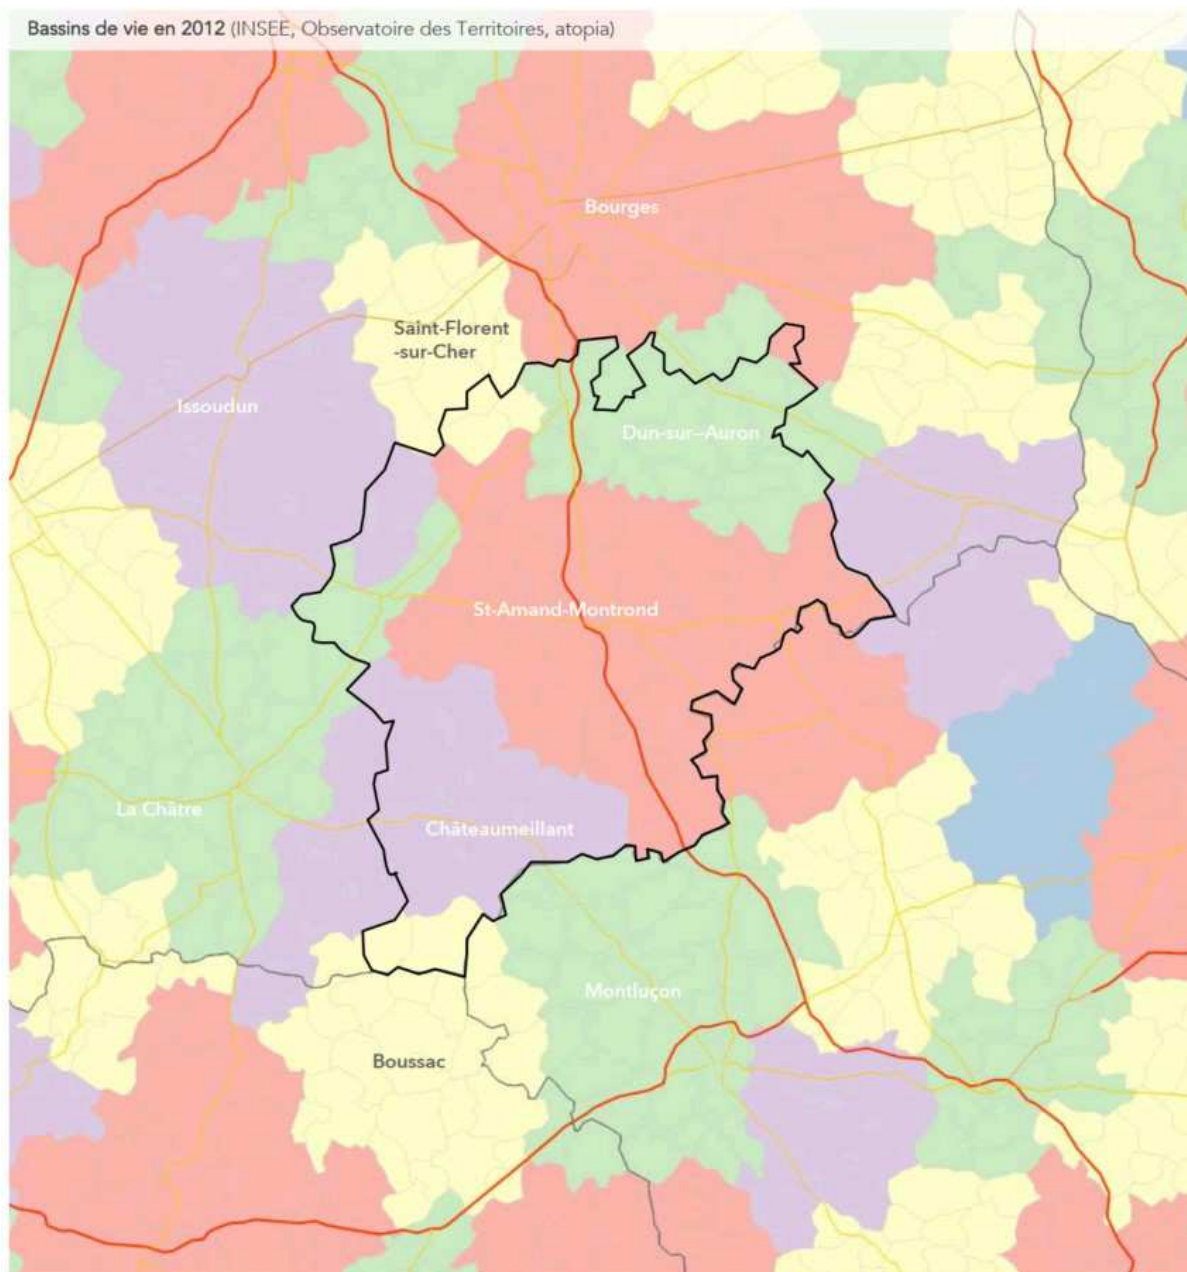 Bassins de vie en 2012 (INSEE, Observatoire des Territoires, atopia)
Bourges
Saint-Florent
-sur-Cher
Issoudun
Dun-sur--Auron
St-Amand-Montrond
La Châtre
Châteaumeillant
Montluçon
Boussac